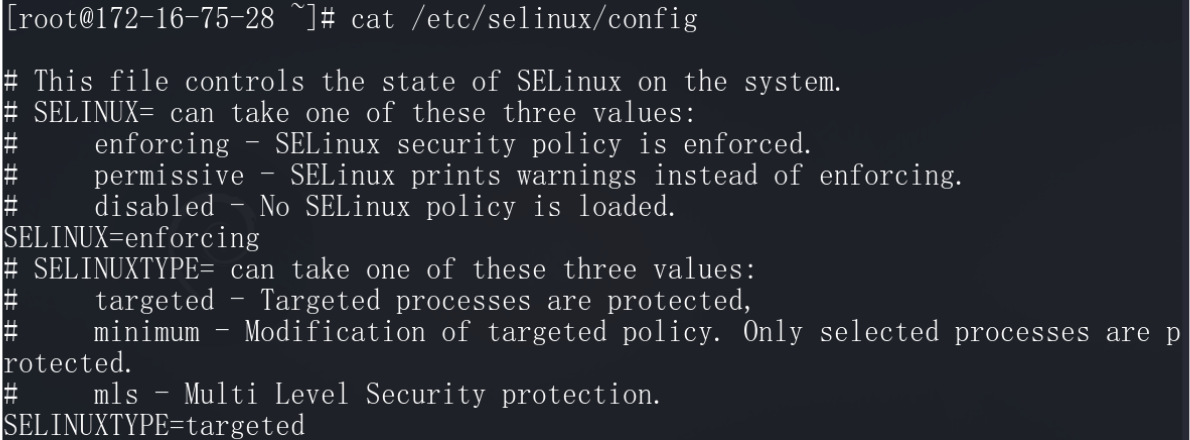 [root@172-16-75-28 ~]# cat /etc/selinux/config

# This file controls the state of SELinux on the system.
# SELINUX= can take one of these three values:
#     enforcing - SELinux security policy is enforced.
#     permissive - SELinux prints warnings instead of enforcing.
#     disabled - No SELinux policy is loaded.
SELINUX=enforcing
# SELINUXTYPE= can take one of these three values:
#     targeted - Targeted processes are protected,
#     minimum - Modification of targeted policy. Only selected processes are p
rotected.
#     mls - Multi Level Security protection.
SELINUXTYPE=targeted